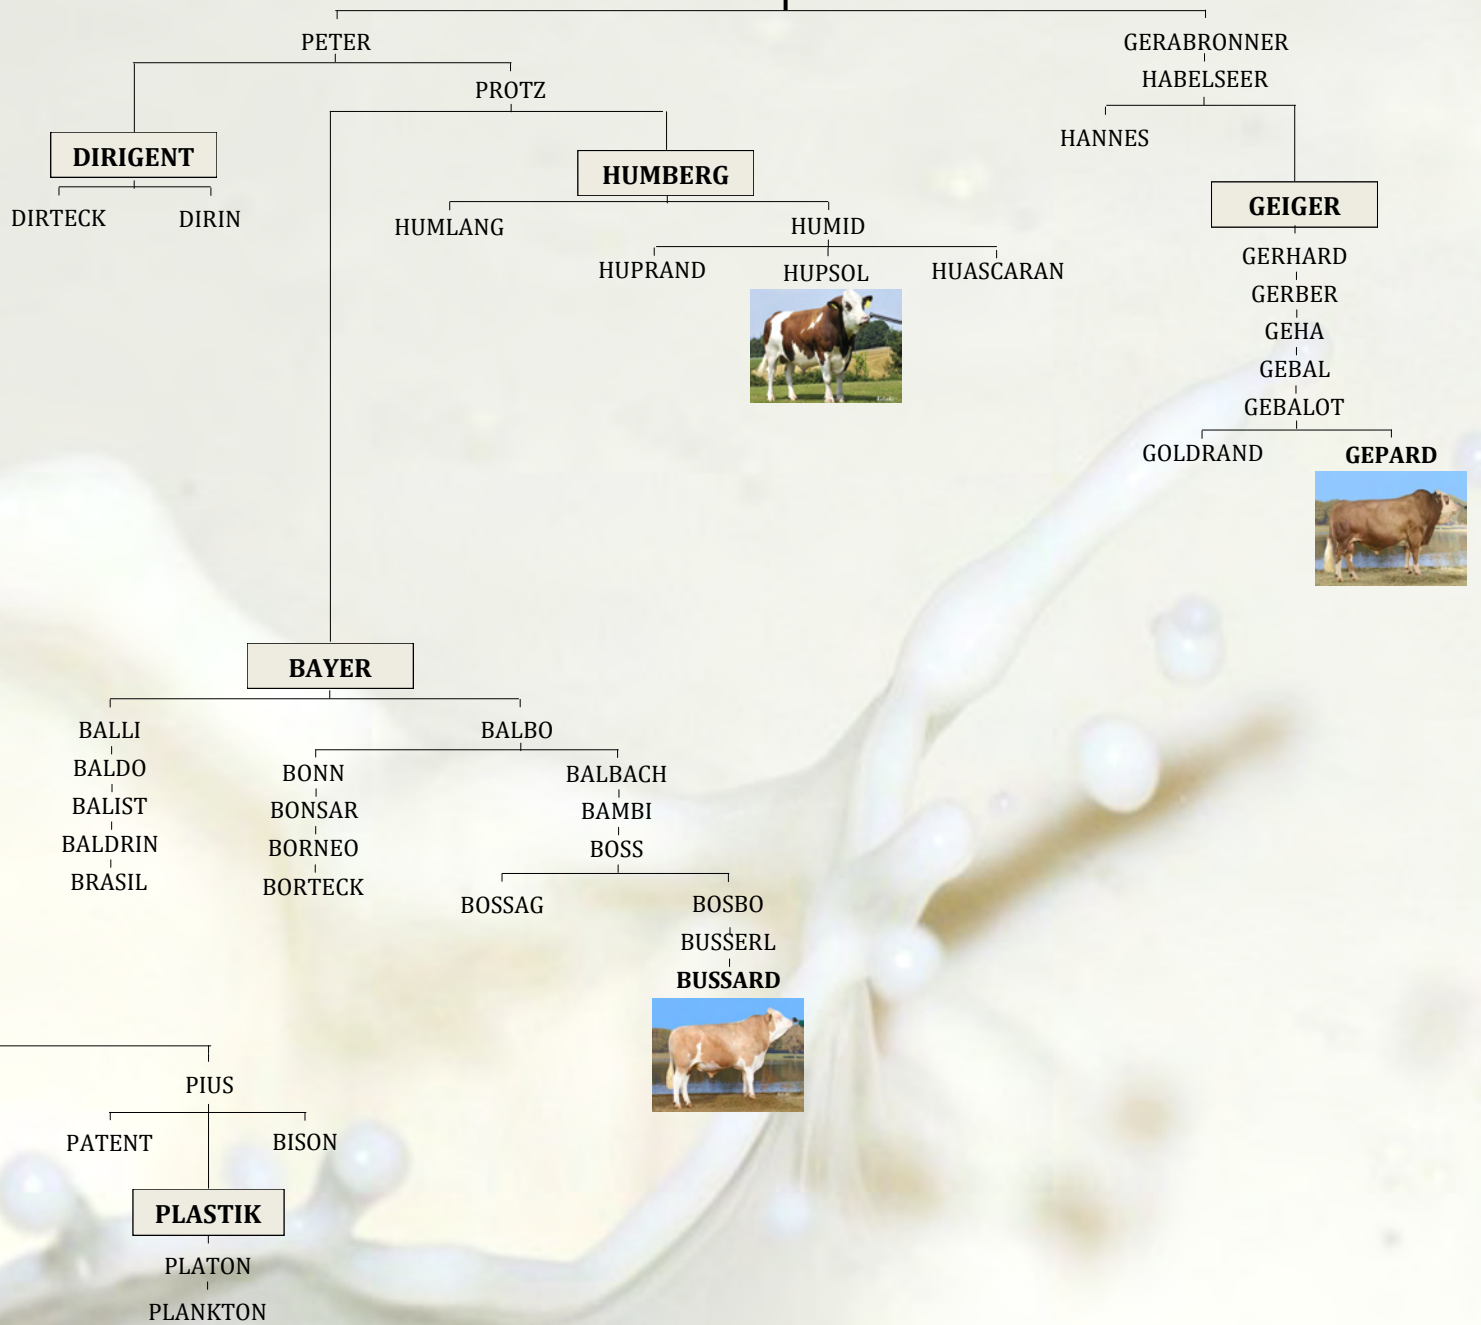 PETER
GERABRONNER
HABELSEER
PROTZ
HANNES
DIRIGENT
HUMBERG
GEIGER
DIRTECK
DIRIN
HUMLANG
HUMID
HUPRAND
HUPSOL
HUASCARAN
GERHARD
GERBER
GEHA
GEBAL
GEBALOT
GOLDRAND
GEPARD
BAYER
BALLI
BALBO
BALDO
BONN
BALBACH
BALIST
BONSAR
BAMBI
BALDRIN
BORNEO
BOSS
BRASIL
BORTECK
BOSSAG
BOSBO
BUSSERL
BUSSARD
PIUS
PATENT
BISON
PLASTIK
PLATON
PLANKTON